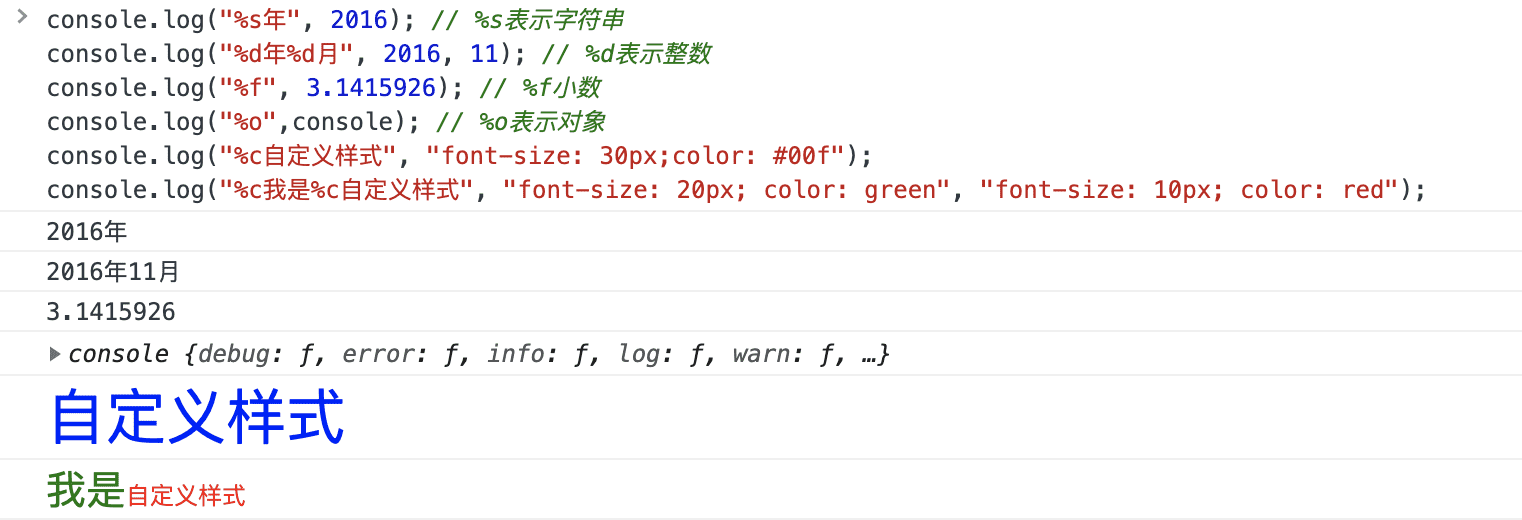 console.log("%s年", 2016); // %s表示字符串
console.log("%d年%d月", 2016, 11); // %d表示整数
console.log("%f", 3.1415926); // %f小数
console.log("%o",console); // %o表示对象
console.log("%c自定义样式", "font-size: 30px;color: #00f");
console.log("%c我是%c自定义样式", "font-size: 20px; color: green", "font-size: 10px; color: red");
2016年
2016年11月
3.1415926
console {debug: ƒ, error: ƒ, info: ƒ, log: ƒ, warn: ƒ, …}
自定义样式
我是自定义样式